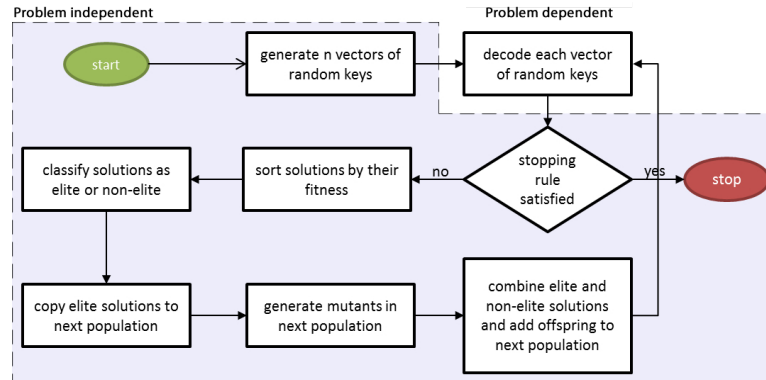 Problem independent
Problem dependent
start
generate n vectors of
random keys
decode each vector
of random keys
classify solutions as
elite or non-elite
sort solutions by their
fitness
no
stopping
rule
satisfied
yes
stop
copy elite solutions to
next population
generate mutants in
next population
combine elite and
non-elite solutions
and add offspring to
next population